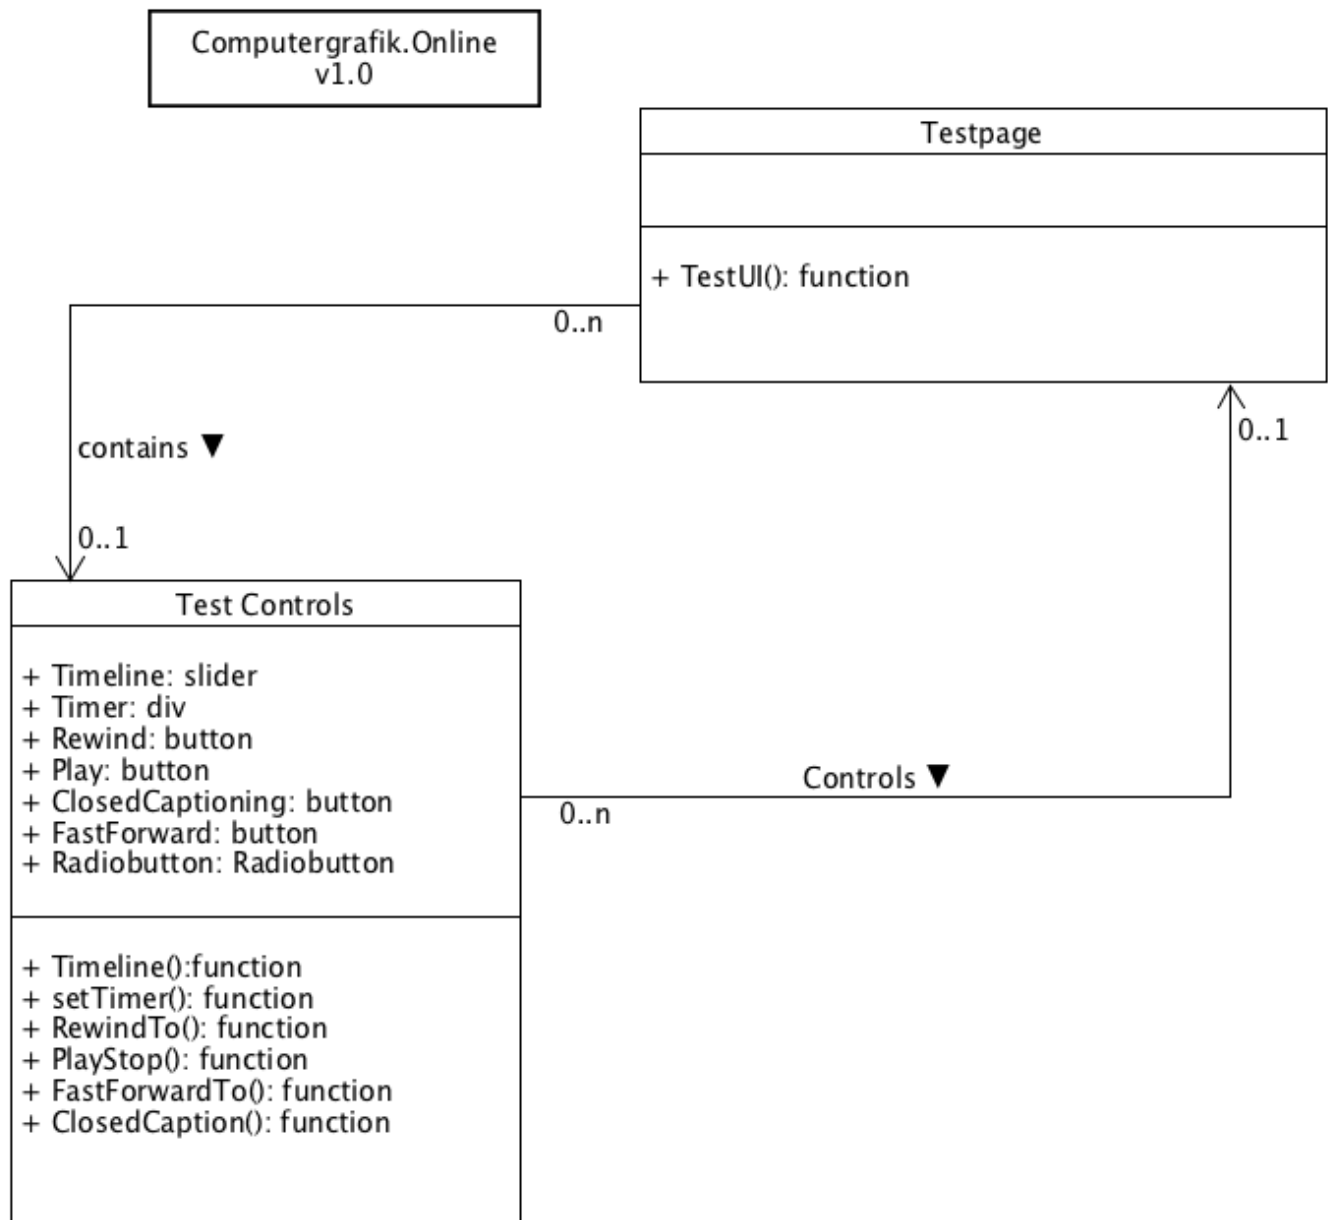 Computergrafik.Online
v1.0
Testpage
+ TestUI(): function
0..n
contains ▼
0..1
0..1
Test Controls
+ Timeline: slider
+ Timer: div
+ Rewind: button
+ Play: button
+ ClosedCaptioning: button
+ FastForward: button
+ Radiobutton: Radiobutton
Controls ▼
0..n
+ Timeline():function
+ setTimer(): function
+ RewindTo(): function
+ PlayStop(): function
+ FastForwardTo(): function
+ ClosedCaption(): function